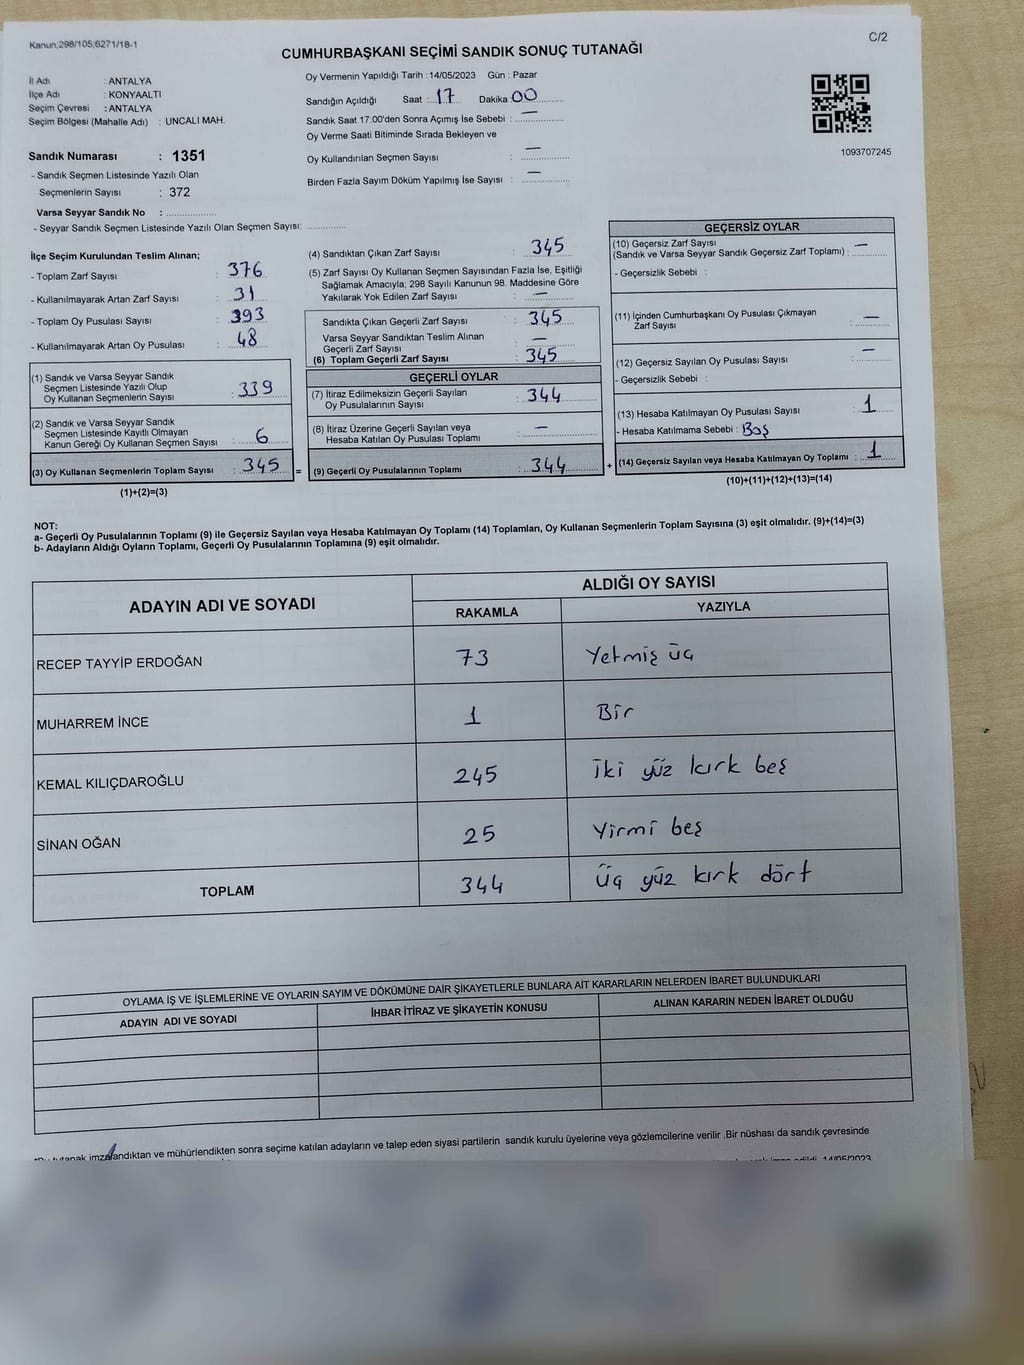 Kanun;298/105;6271/18-1
C/2
CUMHURBAŞKANI SEÇİMİ SANDIK SONUÇ TUTANAĞI
İl Adı : ANTALYA
İlçe Adı : KONYAALTI
Seçim Çevresi : ANTALYA
Seçim Bölgesi (Mahalle Adı) : UNCALI MAH.
Sandık Numarası : 1351
- Sandık Seçmen Listesinde Yazılı Olan
Seçmenlerin Sayısı : 372
Varsa Seyyar Sandık No : ................
- Seyyar Sandık Seçmen Listesinde Yazılı Olan Seçmen Sayısı: ............
Oy Vermenin Yapıldığı Tarih :14/05/2023 Gün : Pazar
Sandığın Açıldığı Saat : 17 Dakika 00
Sandık Saat 17:00'den Sonra Açımış İse Sebebi : —
Oy Verme Saati Bitiminde Sırada Bekleyen ve
Oy Kullandırılan Seçmen Sayısı : —
Birden Fazla Sayım Döküm Yapılmış İse Sayısı : —
1093707245
İlçe Seçim Kurulundan Teslim Alınan;
- Toplam Zarf Sayısı : 376
- Kullanılmayarak Artan Zarf Sayısı : 31
- Toplam Oy Pusulası Sayısı : 393
- Kullanılmayarak Artan Oy Pusulası : 48
(1) Sandık ve Varsa Seyyar Sandık
Seçmen Listesinde Yazılı Olup
Oy Kullanan Seçmenlerin Sayısı : 339
(2) Sandık ve Varsa Seyyar Sandık
Seçmen Listesinde Kayıtlı Olmayan
Kanun Gereği Oy Kullanan Seçmen Sayısı : 6
(3) Oy Kullanan Seçmenlerin Toplam Sayısı : 345 =
(1)+(2)=(3)
(4) Sandıktan Çıkan Zarf Sayısı : 345
(5) Zarf Sayısı Oy Kullanan Seçmen Sayısından Fazla İse, Eşitliği
Sağlamak Amacıyla, 298 Sayılı Kanunun 98. Maddesine Göre
Yakılarak Yok Edilen Zarf Sayısı : —
Sandıkta Çıkan Geçerli Zarf Sayısı : 345
Varsa Seyyar Sandıktan Teslim Alınan
Geçerli Zarf Sayısı : —
(6) Toplam Geçerli Zarf Sayısı : 345
GEÇERLİ OYLAR
(7) İtiraz Edilmeksizin Geçerli Sayılan
Oy Pusulalarının Sayısı : 344
(8) İtiraz Üzerine Geçerli Sayılan veya
Hesaba Katılan Oy Pusulası Toplamı : —
(9) Geçerli Oy Pusulalarının Toplamı : 344 +
GEÇERSİZ OYLAR
(10) Geçersiz Zarf Sayısı
(Sandık ve Varsa Seyyar Sandık Geçersiz Zarf Toplamı) : —
- Geçersizlik Sebebi :
(11) İçinden Cumhurbaşkanı Oy Pusulası Çıkmayan
Zarf Sayısı : —
(12) Geçersiz Sayılan Oy Pusulası Sayısı : —
- Geçersizlik Sebebi :
(13) Hesaba Katılmayan Oy Pusulası Sayısı : 1
- Hesaba Katılmama Sebebi : Boş
(14) Geçersiz Sayılan veya Hesaba Katılmayan Oy Toplamı : 1
(10)+(11)+(12)+(13)=(14)
NOT:
a- Geçerli Oy Pusulalarının Toplamı (9) ile Geçersiz Sayılan veya Hesaba Katılmayan Oy Toplamı (14) Toplamları, Oy Kullanan Seçmenlerin Toplam Sayısına (3) eşit olmalıdır. (9)+(14)=(3)
b- Adayların Aldığı Oyların Toplamı, Geçerli Oy Pusulalarının Toplamına (9) eşit olmalıdır.
ADAYIN ADI VE SOYADI ALDIĞI OY SAYISI
RAKAMLA YAZIYLA
RECEP TAYYİP ERDOĞAN 73 Yetmiş üç
MUHARREM İNCE 1 Bir
KEMAL KILIÇDAROĞLU 245 iki yüz kırk beş
SİNAN OĞAN 25 Yirmi beş
TOPLAM 344 Üç yüz kırk dört
OYLAMA İŞ VE İŞLEMLERİNE VE OYLARIN SAYIM VE DÖKÜMÜNE DAİR ŞİKAYETLERLE BUNLARA AİT KARARLARIN NELERDEN İBARET BULUNDUKLARI
ADAYIN ADI VE SOYADI İHBAR İTİRAZ VE ŞİKAYETİN KONUSU ALINAN KARARIN NEDEN İBARET OLDUĞU
tutanak imzalandıktan ve mühürlendikten sonra seçime katılan adayların ve talep eden siyasi partilerin sandık kurulu üyelerine veya gözlemcilerine verilir .Bir nüshası da sandık çevresinde
14/05/2023